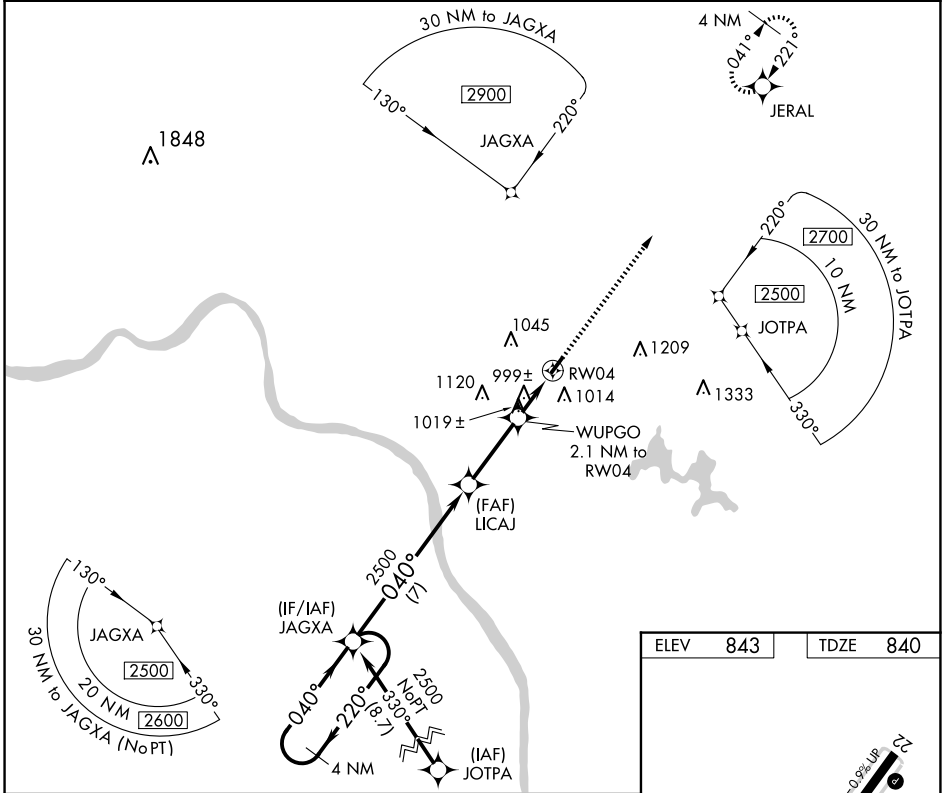 30 NM to JAGXA
2900
130°
220°
JAGXA
4 NM
041°
221°
JERAL
1848
220°
2700
30 NM to JOTPA
10 NM
2500
JOTPA
330°
1045
1209
RW04
1120
999±
1014
1333
1019±
WUPGO
2.1 NM to
RW04
(FAF)
LICAJ
2500
040°
(7)
(IF/IAF)
JAGXA
130°
JAGXA
2500
330°
20 NM
2600
30 NM to JAGXA (NoPT)
040°
220°
4 NM
2500
NoPT
330°
(8.7)
(IAF)
JOTPA
ELEV 843
TDZE 840
22
0.9% UP
P